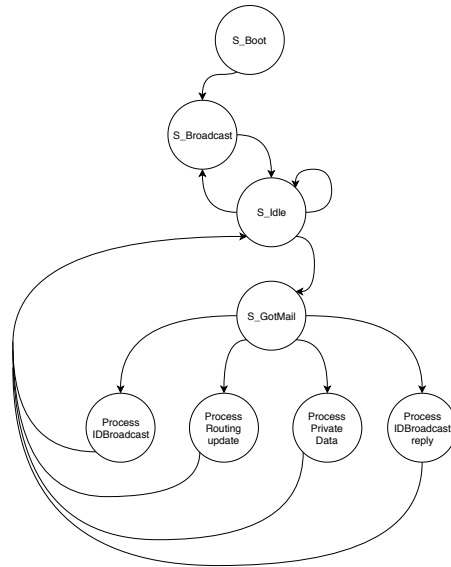 S_Boot
S_Broadcast
S_Idle
S_GotMail
Process
IDBroadcast
Process
Routing
update
Process
Private
Data
Process
IDBroadcast
reply